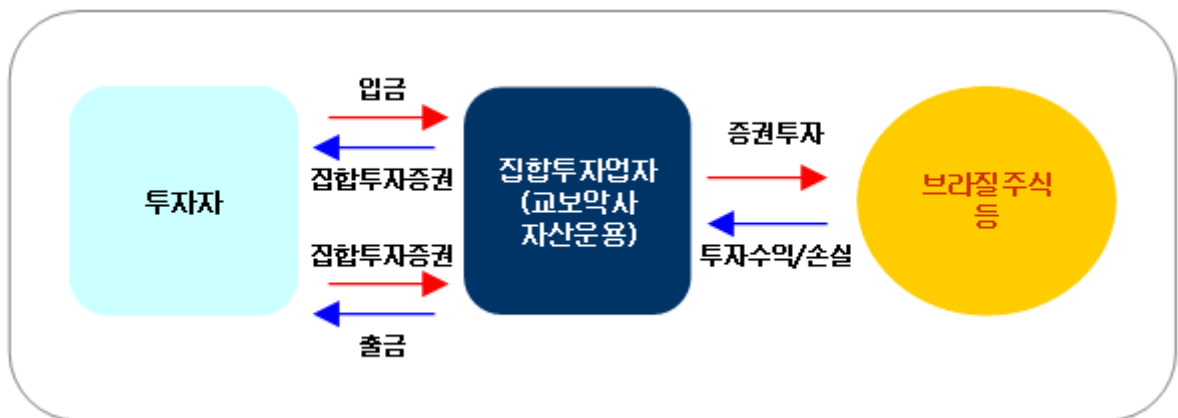 입금
집합투자증권
투자자
집합투자증권
출금
집합투자업자
(교보악사
자산운용)
증권투자
투자수익/손실
브라질주식
등